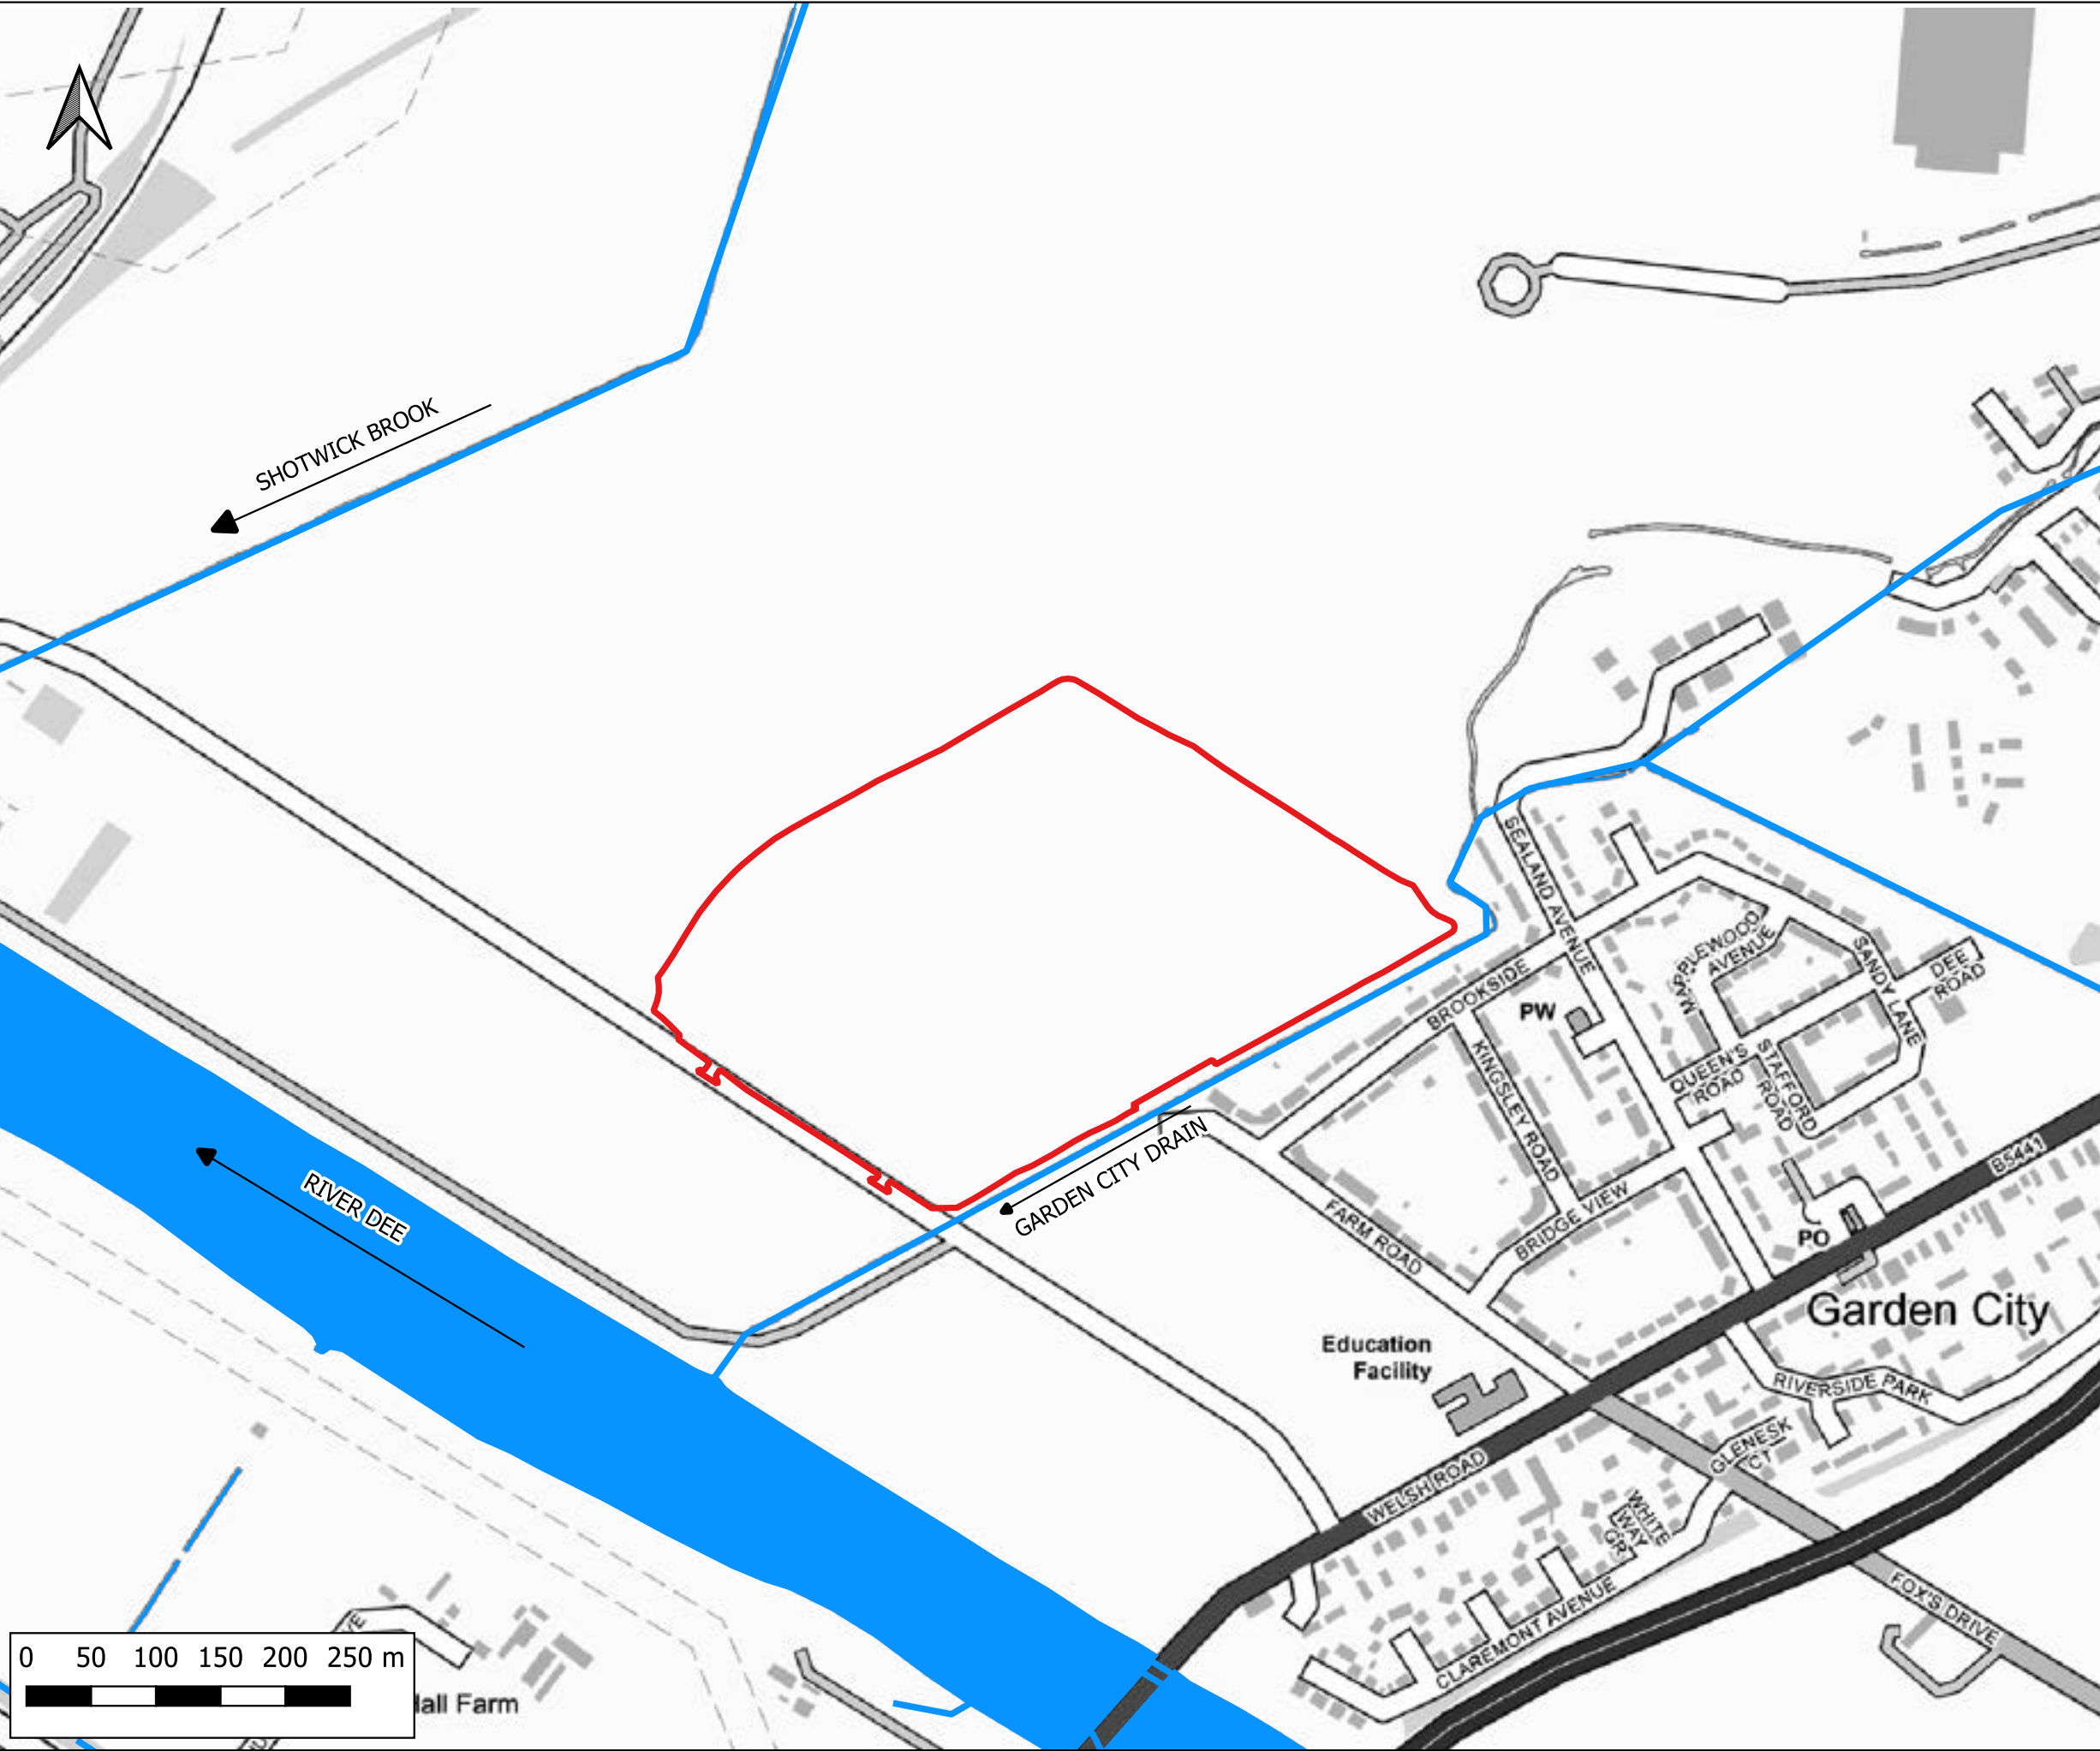 SHOTWICK BROOK
SEALAND AVENUE
MAPPLEWOOD
AVENUE
SANDY LANE
DEE
ROAD
BROOKSIDE
PW
KINGSLEY ROAD
QUEEN'S
ROAD
STAFFORD
ROAD
GARDEN CITY DRAIN
RIVER DEE
FARM ROAD
BRIDGE VIEW
B5441
PO
Garden City
Education
Facility
RIVERSIDE PARK
GLENESK
CT
WELSH ROAD
WHITE
WAY
GR
CLAREMONT AVENUE
FOX'S DRIVE
VE
0 50 100 150 200 250 m
Hall Farm